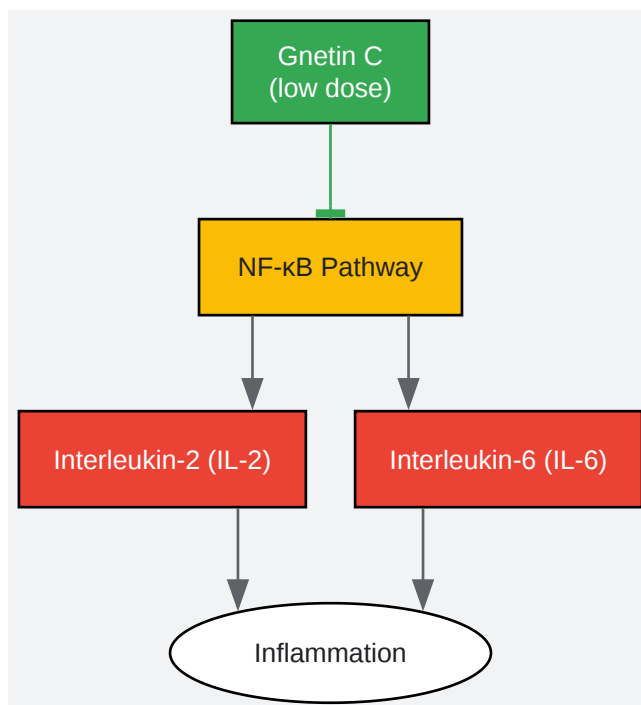 Gnetin C
(low dose)
NF-κB Pathway
Interleukin-2 (IL-2)
Interleukin-6 (IL-6)
Inflammation